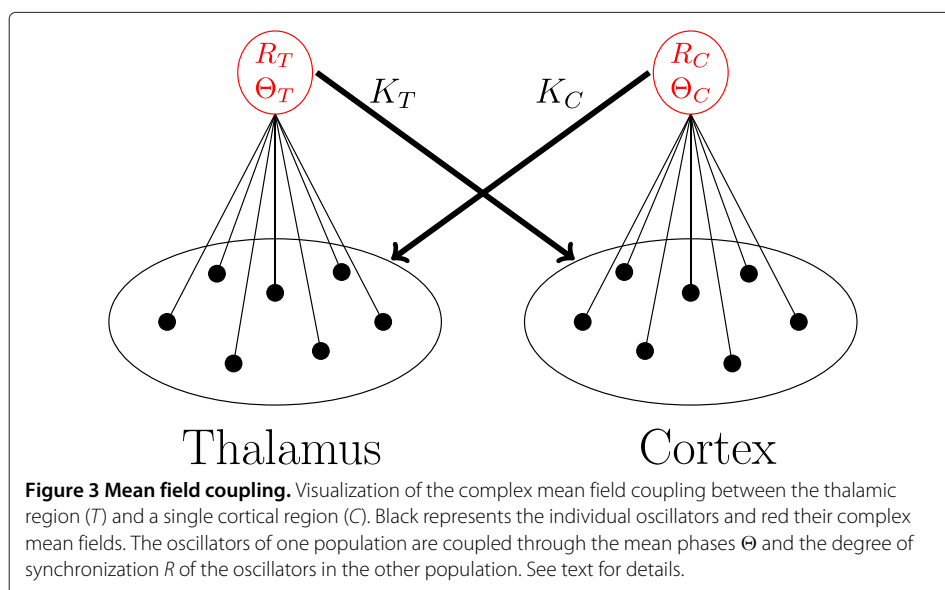 R_T
Θ_T
K_T
K_C
R_C
Θ_C
Thalamus
Cortex
Figure 3 Mean field coupling. Visualization of the complex mean field coupling between the thalamic
region (T) and a single cortical region (C). Black represents the individual oscillators and red their complex
mean fields. The oscillators of one population are coupled through the mean phases Θ and the degree of
synchronization R of the oscillators in the other population. See text for details.